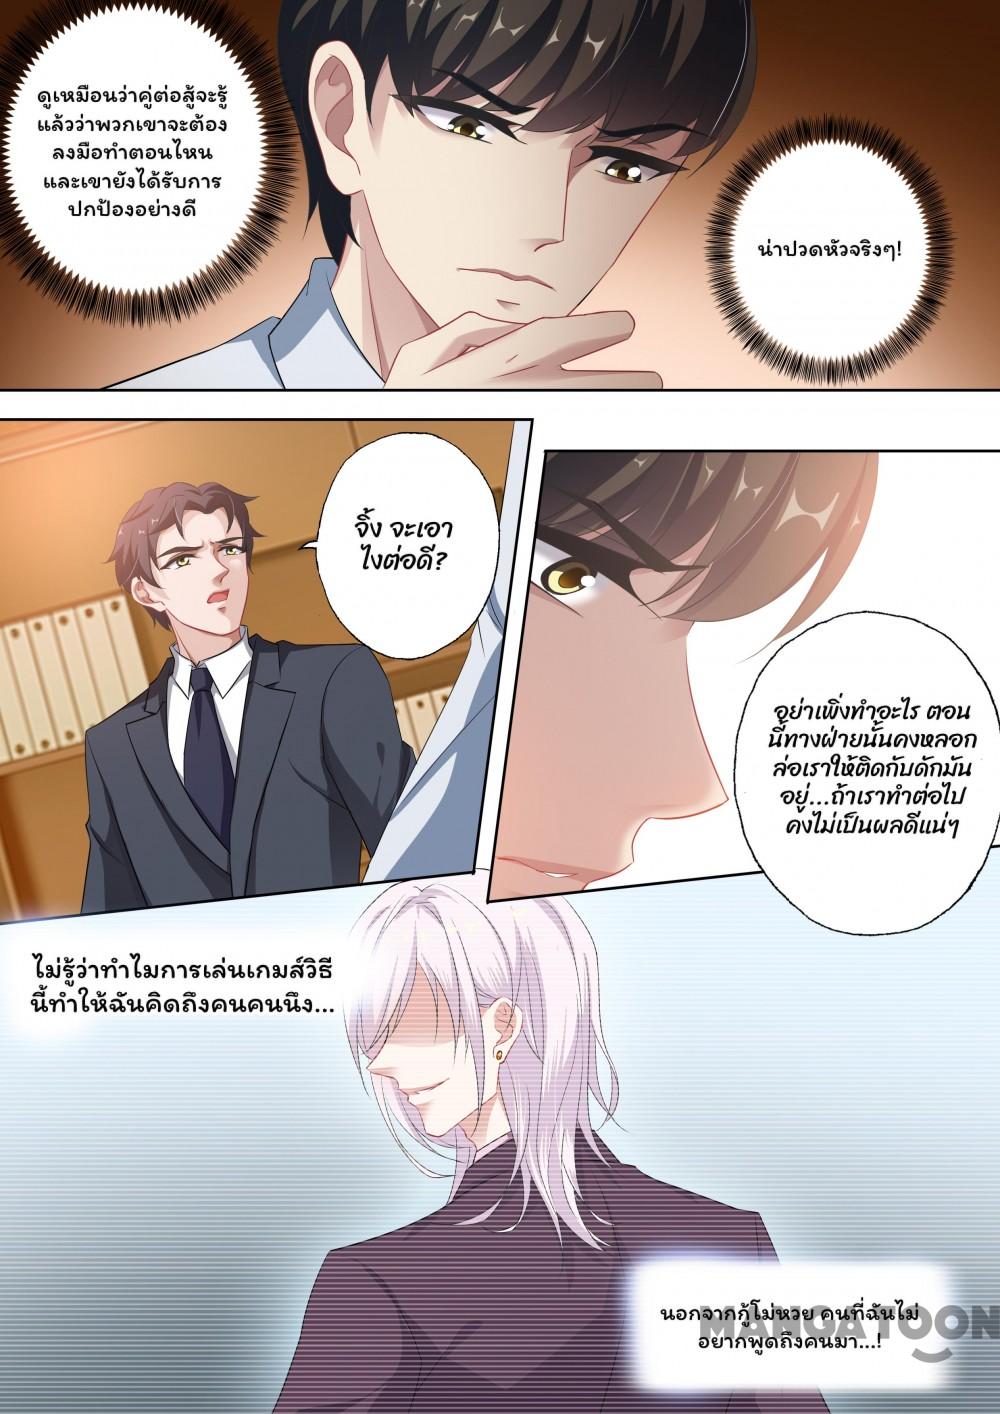 ดูเหมือนว่าคู่ต่อสู้จะรู้
แล้วว่าพวกเขาจะต้อง
ลงมือทำตอนไหน
และเขายังได้รับการ
ปกป้องอย่างดี
น่าปวดหัวจริงๆ!
จิ้ง จะเอา
ไงต่อดี?
อย่าเพิ่งทำอะไร ตอน
นี้ทางฝ่ายนั้นคงหลอก
ล่อเราให้ติดกับดักมัน
อยู่...ถ้าเราทำต่อไป
คงไม่เป็นผลดีแน่ๆ
ไม่รู้ว่าทำไมการเล่นเกมส์วิธี
นี้ทำให้ฉันคิดถึงคนคนนึง...
นอกจากกู้โม่หวย คนที่ฉันไม่
อยากพูดถึงคนมา...!
MANGATOON